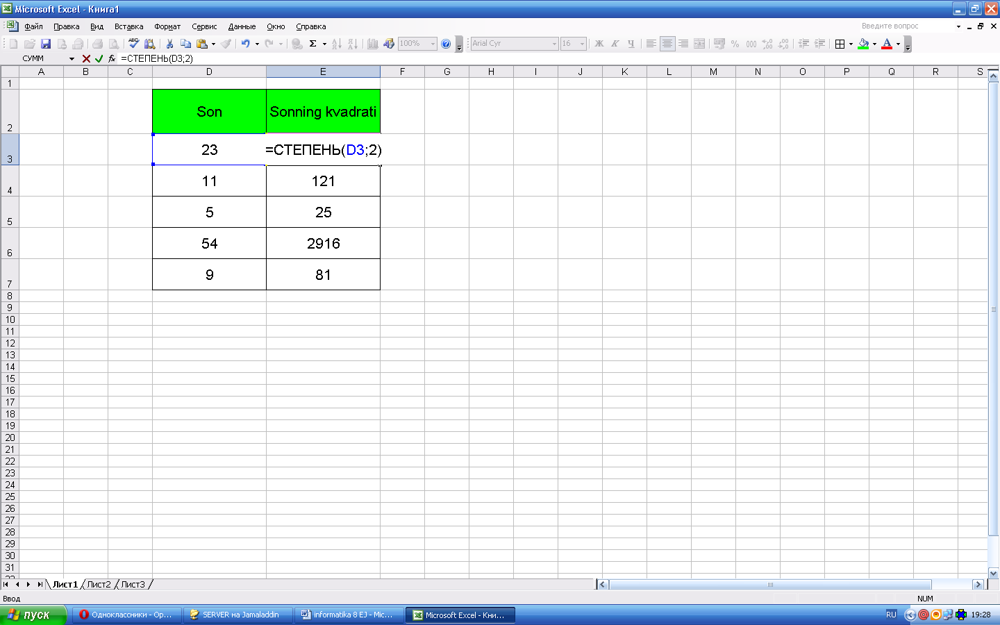 Microsoft Excel - Книга1
Файл Правка Вид Вставка Формат Сервис Данные Окно Справка Введите вопрос
100% Arial Cyr 16 Ж К Ч % 000
СУММ =СТЕПЕНЬ(D3;2)
A B C D E F G H I J K L M N O P Q R S
1
2 Son Sonning kvadrati
3 23 =СТЕПЕНЬ(D3;2)
4 11 121
5 5 25
6 54 2916
7 9 81
8
9
10
11
12
13
14
15
16
17
18
19
20
21
22
23
24
25
26
27
28
29
30
31
Лист1 Лист2 Лист3
Ввод NUM
пуск Одноклассники - Op... SERVER на Jamaladdin informatika 8 EJ - Mic... Microsoft Excel - Кни... RU 19:28